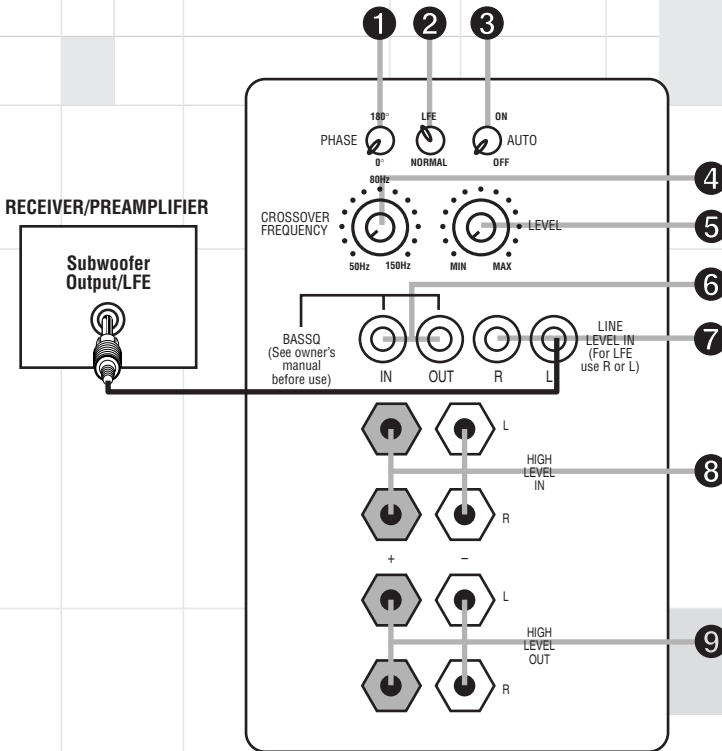 1 2 3
180° LFE ON
PHASE AUTO
0° NORMAL OFF
80Hz
4
CROSSOVER
FREQUENCY
LEVEL 5
50Hz 150Hz MIN MAX
RECEIVER/PREAMPLIFIER
Subwoofer
Output/LFE
6
BASSQ
(See owner's
manual
before use)
IN OUT R L
LINE
LEVEL IN
(For LFE
use R or L)
7
L
HIGH
LEVEL
IN
8
R
+ –
L
HIGH
LEVEL
OUT
9
R